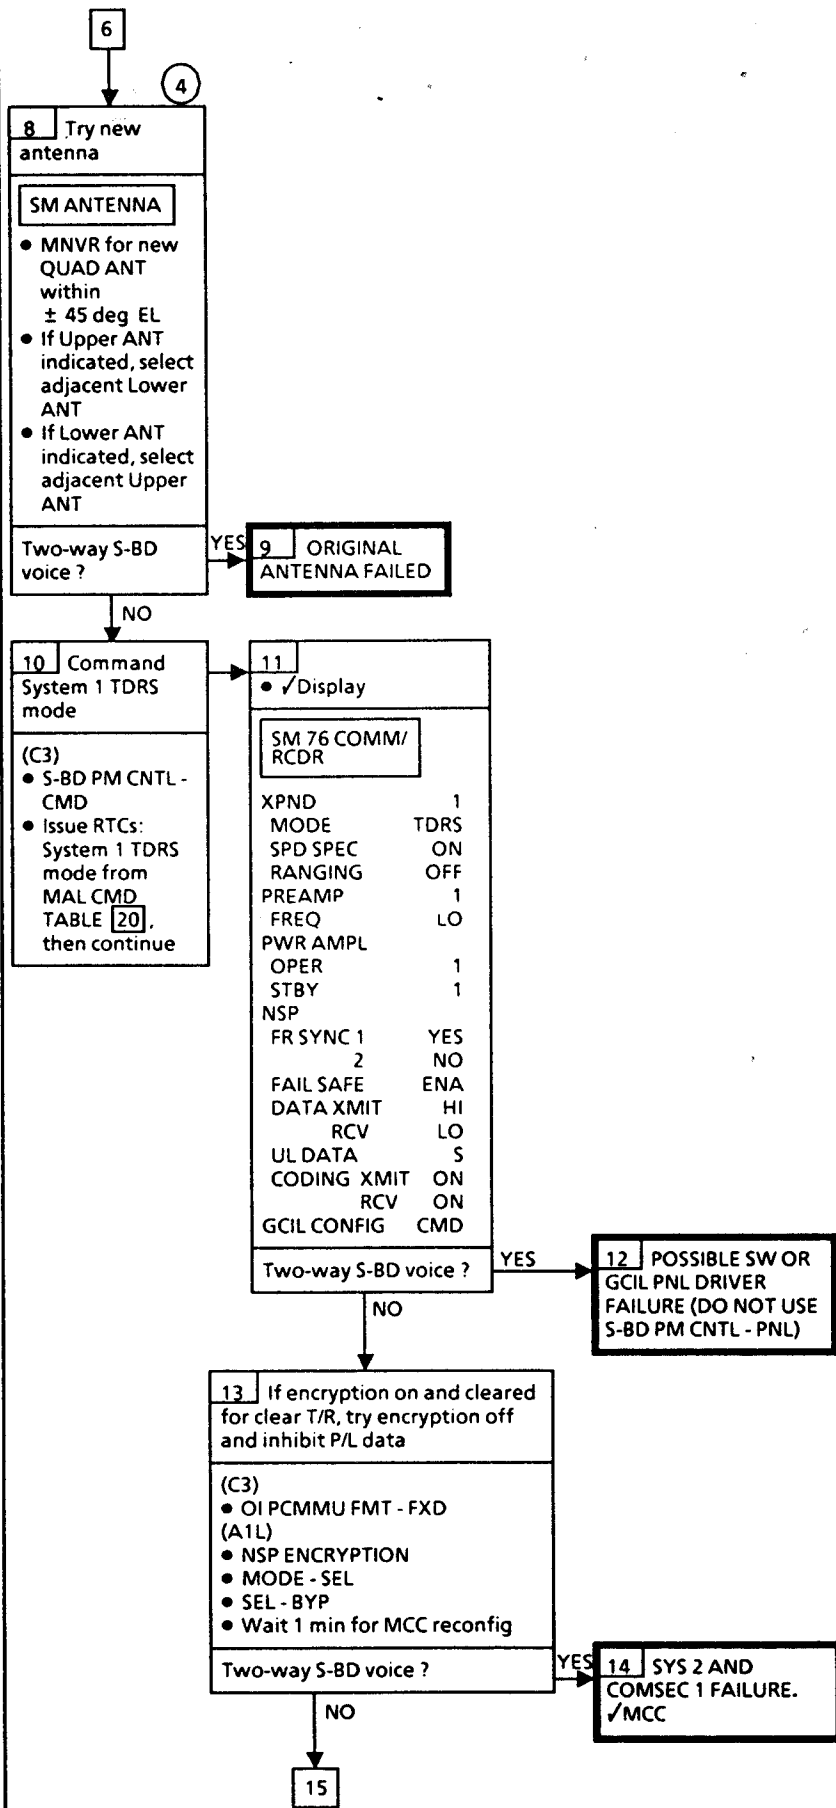 6
4
8 Try new
antenna
SM ANTENNA
● MNVR for new
QUAD ANT
within
± 45 deg EL
● If Upper ANT
indicated, select
adjacent Lower
ANT
● If Lower ANT
indicated, select
adjacent Upper
ANT
Two-way S-BD
voice ?
YES
9 ORIGINAL
ANTENNA FAILED
NO
10 Command
System 1 TDRS
mode
(C3)
● S-BD PM CNTL -
CMD
● Issue RTCs:
System 1 TDRS
mode from
MAL CMD
TABLE 20,
then continue
11
● ✓Display
SM 76 COMM/
RCDR
XPND 1
MODE TDRS
SPD SPEC ON
RANGING OFF
PREAMP 1
FREQ LO
PWR AMPL
OPER 1
STBY 1
NSP
FR SYNC 1 YES
2 NO
FAIL SAFE ENA
DATA XMIT HI
RCV LO
UL DATA S
CODING XMIT ON
RCV ON
GCIL CONFIG CMD
Two-way S-BD voice ?
YES
12 POSSIBLE SW OR
GCIL PNL DRIVER
FAILURE (DO NOT USE
S-BD PM CNTL - PNL)
NO
13 If encryption on and cleared
for clear T/R, try encryption off
and inhibit P/L data
(C3)
● OI PCMMU FMT - FXD
(A1L)
● NSP ENCRYPTION
● MODE - SEL
● SEL - BYP
● Wait 1 min for MCC reconfig
Two-way S-BD voice ?
YES
14 SYS 2 AND
COMSEC 1 FAILURE.
✓MCC
NO
15